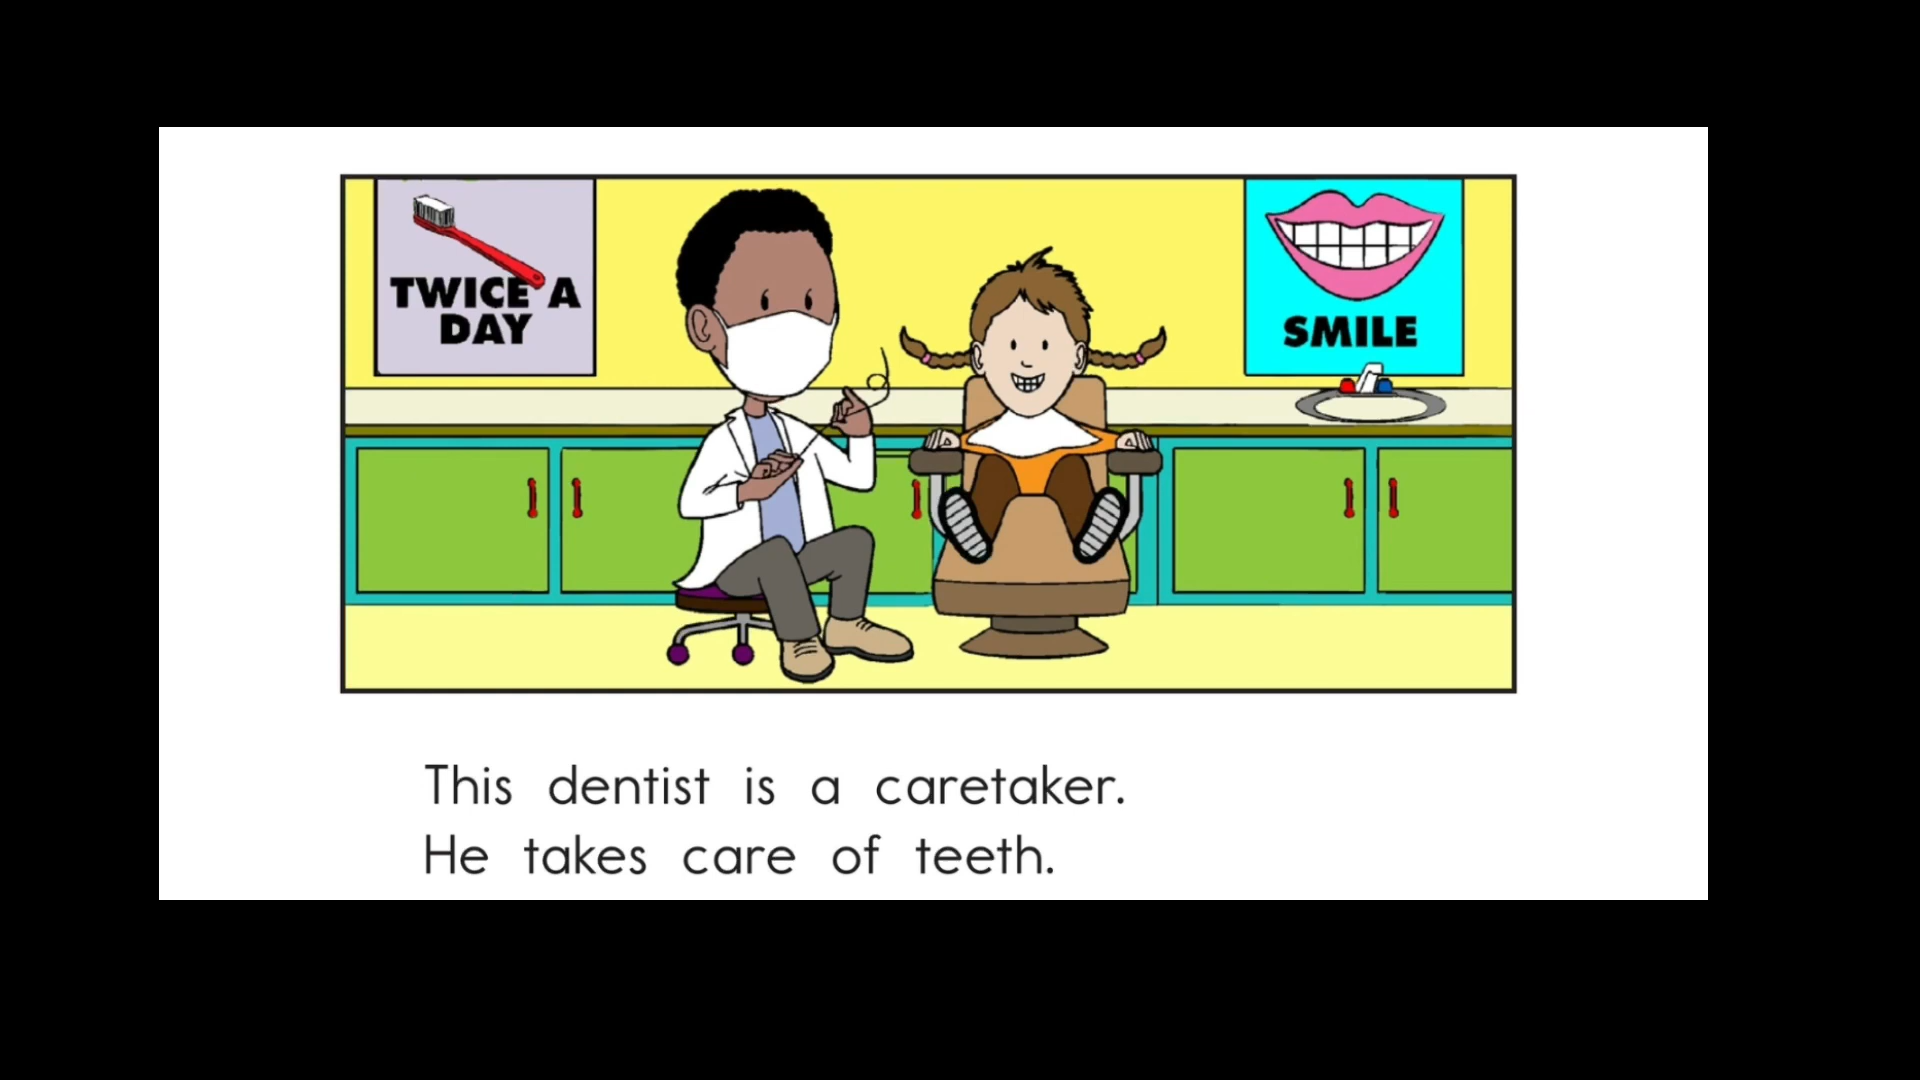 TWICE A
DAY
SMILE
This dentist is a caretaker.
He takes care of teeth.